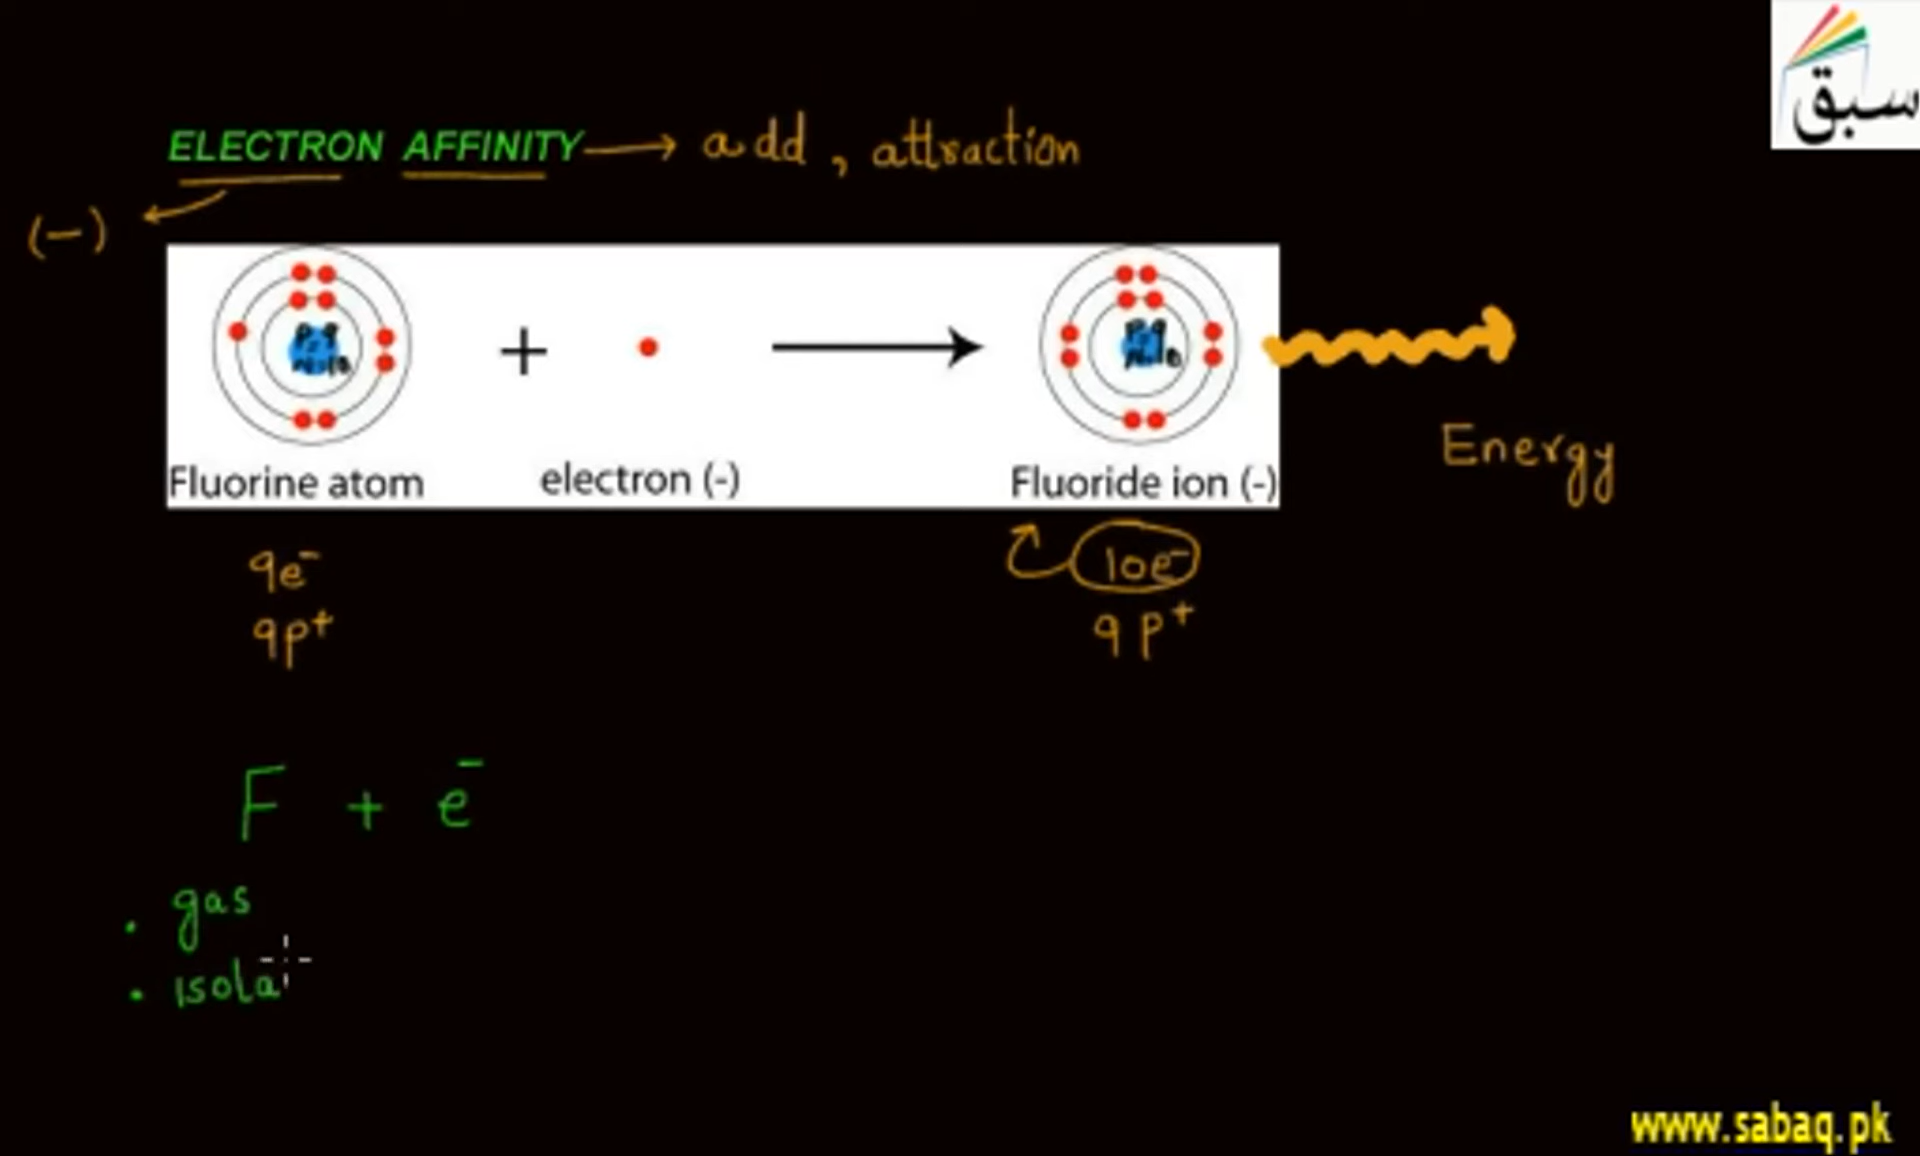 سبق
ELECTRON AFFINITY → add, attraction
(-)
+
Fluorine atom electron (-) Fluoride ion (-)
Energy
9e⁻ 10e⁻
9p⁺ 9p⁺
F + e⁻
• gas
• isola
www.sabaq.pk